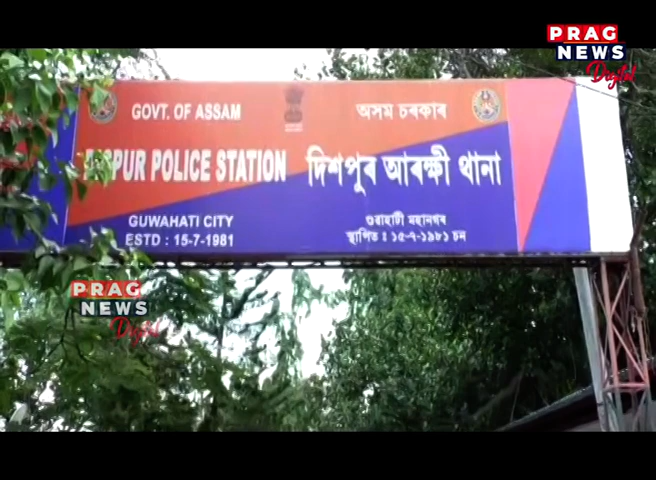 PRAG
NEWS
Digital
GOVT. OF ASSAM
অসম চৰকাৰ
POLICE STATION
দিশপুৰ আৰক্ষী থানা
GUWAHATI CITY
গুৱাহাটী মহানগৰ
ESTD : 15-7-1981
স্থাপিত : ১৫-৭-১৯৮১ চন
PRAG
NEWS
Digital